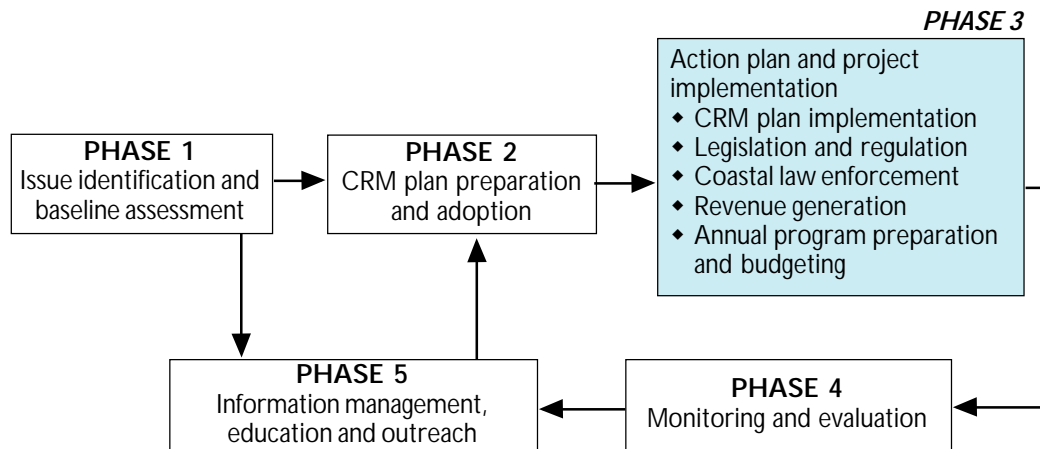 PHASE 3
Action plan and project
implementation
◆ CRM plan implementation
◆ Legislation and regulation
◆ Coastal law enforcement
◆ Revenue generation
◆ Annual program preparation
and budgeting
PHASE 1
Issue identification and
baseline assessment
PHASE 2
CRM plan preparation
and adoption
PHASE 5
Information management,
education and outreach
PHASE 4
Monitoring and evaluation